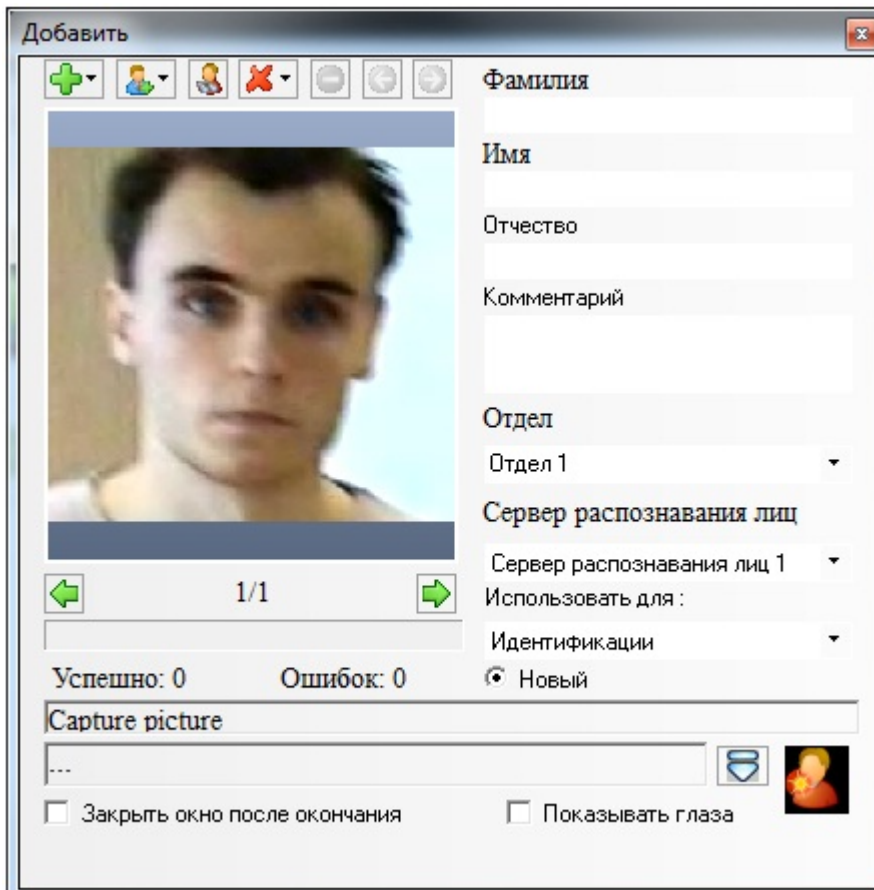 Добавить
Фамилия
Имя
Отчество
Комментарий
Отдел
Отдел 1
Сервер распознавания лиц
Сервер распознавания лиц 1
1/1
Использовать для :
Идентификации
Успешно: 0 Ошибок: 0
Новый
Capture picture
...
Закрыть окно после окончания
Показывать глаза